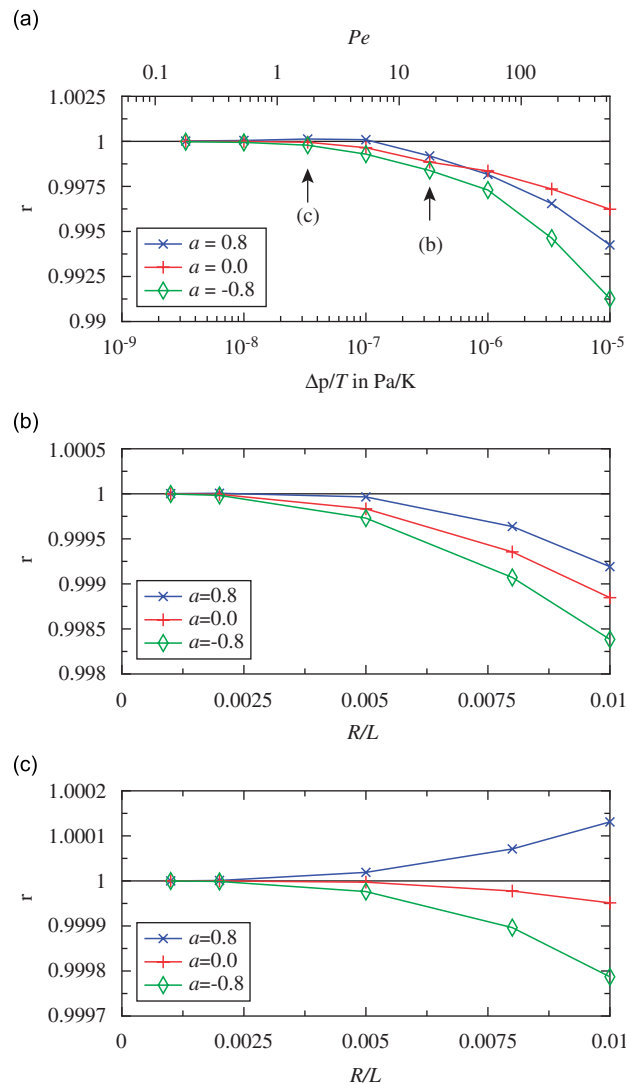 (a)
Pe
0.1 1 10 100
1.0025
1
0.9975
0.995
0.9925
0.99
r
(c)
(b)
a = 0.8
a = 0.0
a = -0.8
10-9 10-8 10-7 10-6 10-5
Δp/T in Pa/K
(b)
1.0005
1
0.9995
0.999
0.9985
0.998
r
a=0.8
a=0.0
a=-0.8
0 0.0025 0.005 0.0075 0.01
R/L
(c)
1.0002
1.0001
1
0.9999
0.9998
0.9997
r
a=0.8
a=0.0
a=-0.8
0 0.0025 0.005 0.0075 0.01
R/L